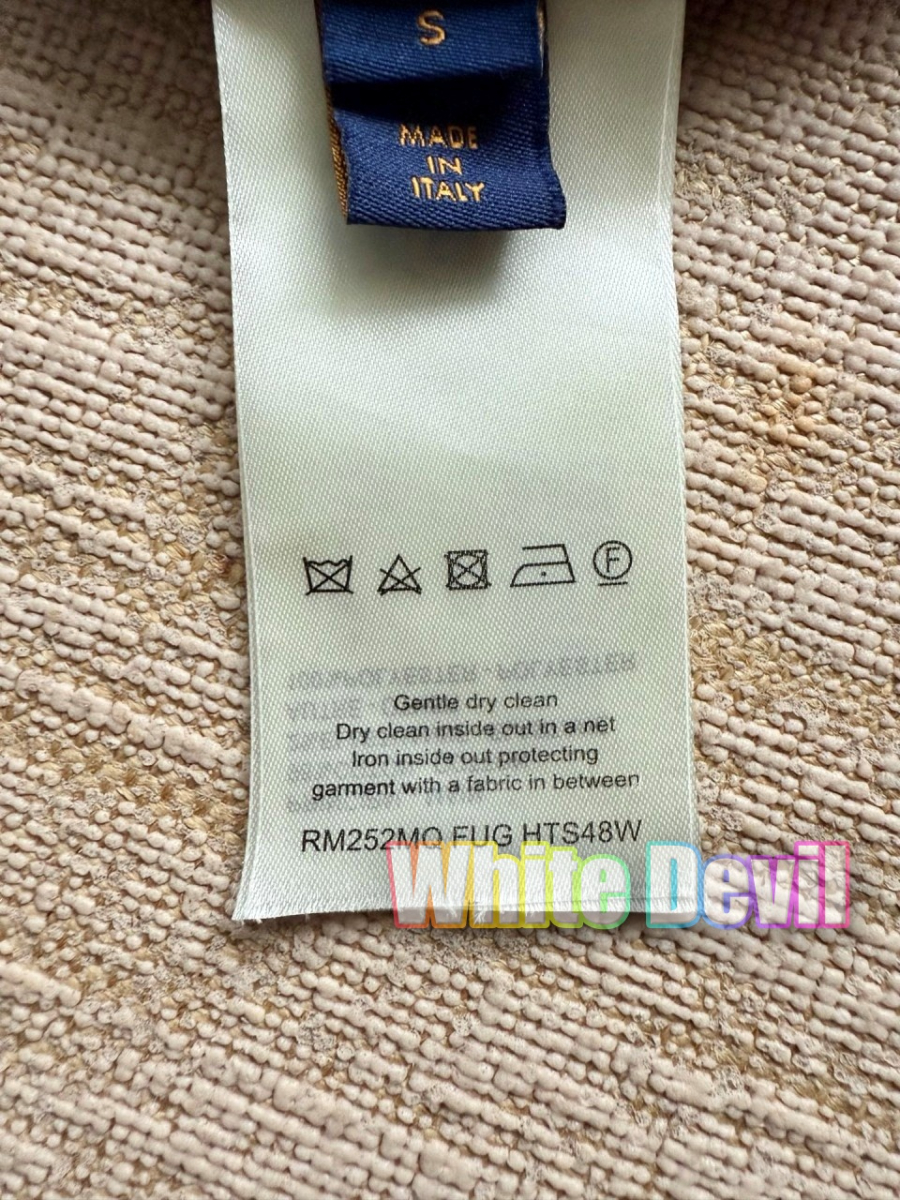 S
MADE
IN
ITALY
F
Gentle dry clean
Dry clean inside out in a net
Iron inside out protecting
garment with a fabric in between
RM252MQ FUG HTS48W
White Devil